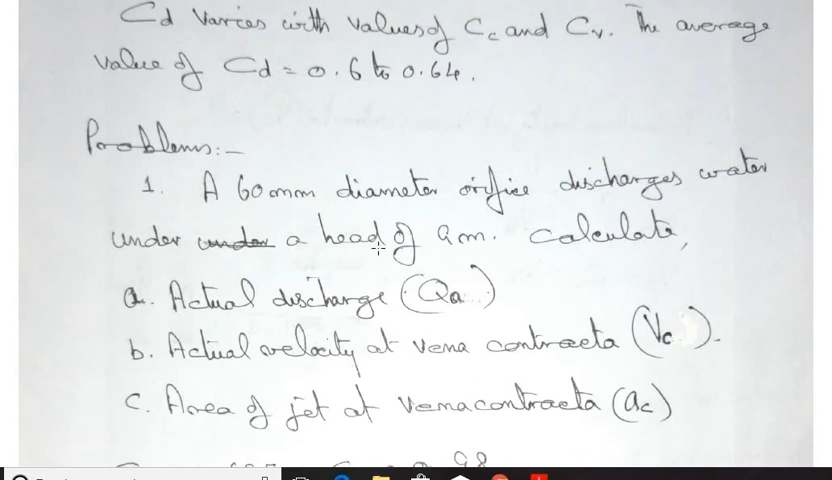 Cd varies with values of Cc and Cv. The average
value of Cd = 0.6 to 0.64.
Problems:-
1. A 60mm diameter orifice discharges water
under under a head of 9m. Calculate,
a. Actual discharge (Qa)
b. Actual velocity at vena contracta (Vc).
c. Area of jet at vena contracta (ac)